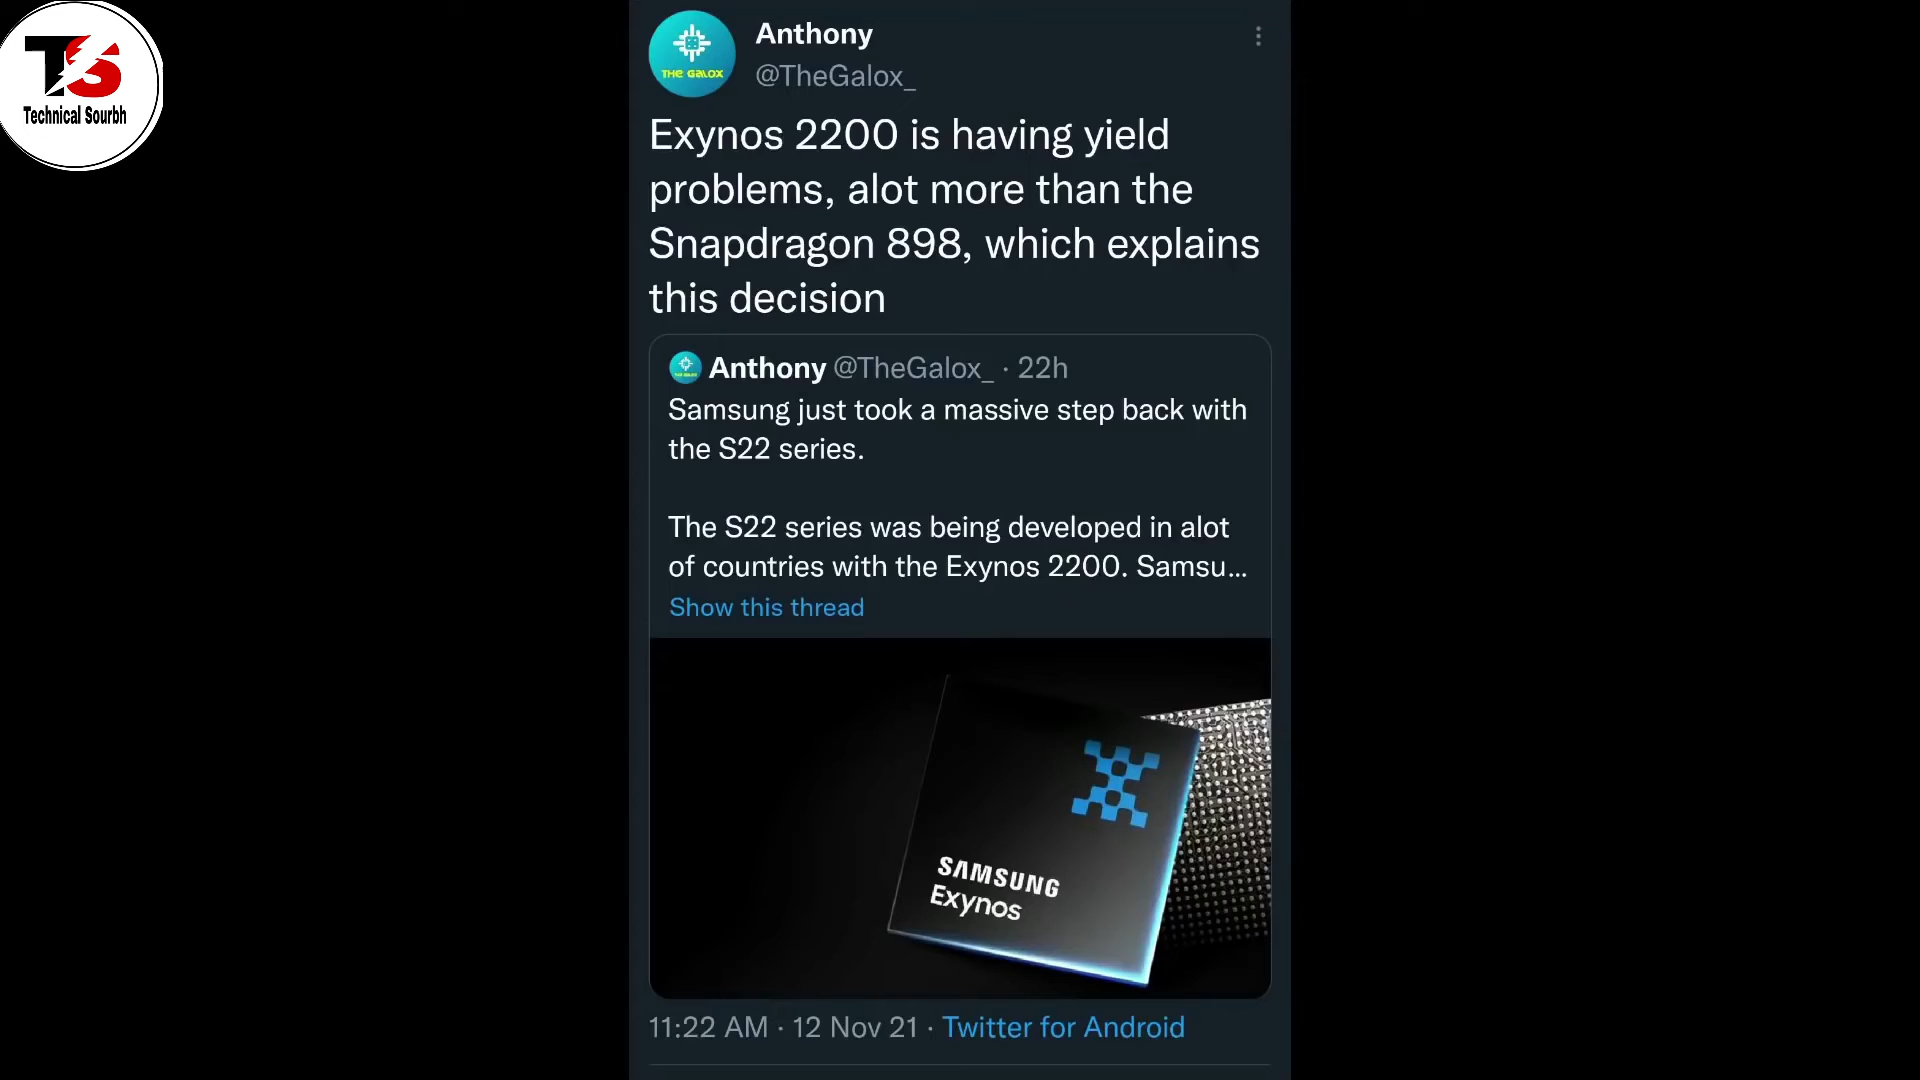 TS
Technical Sourbh
THE GALOX
Anthony
@TheGalox_
Exynos 2200 is having yield
problems, alot more than the
Snapdragon 898, which explains
this decision
Anthony @TheGalox_ · 22h
Samsung just took a massive step back with
the S22 series.
The S22 series was being developed in alot
of countries with the Exynos 2200. Samsu...
Show this thread
SAMSUNG
Exynos
11:22 AM · 12 Nov 21 · Twitter for Android